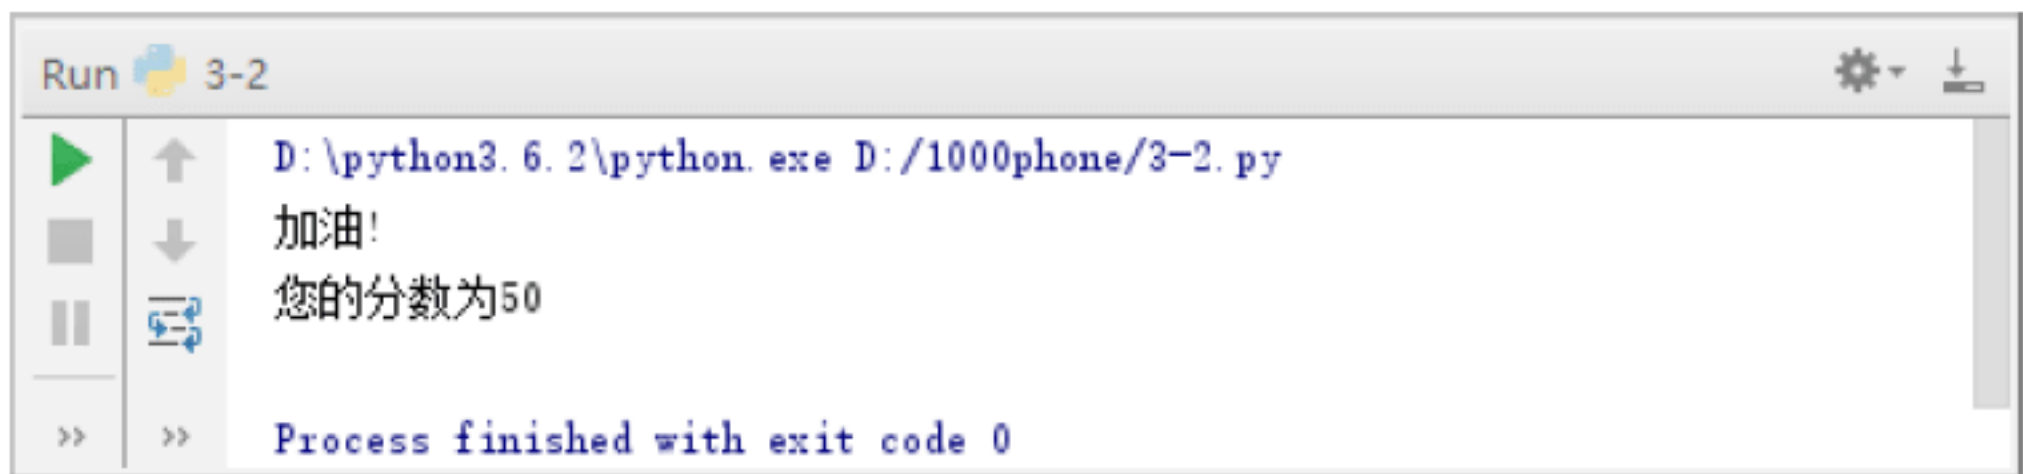 Run 3-2
D:\python3.6.2\python.exe D:/1000phone/3-2.py
加油!
您的分数为50
Process finished with exit code 0